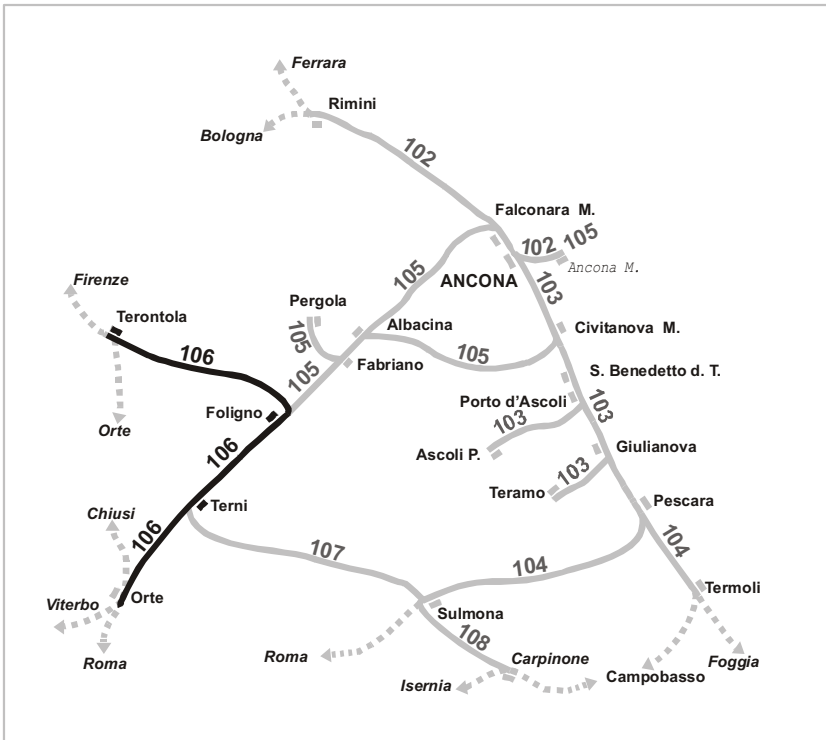 Ferrara
Rimini
Bologna
102
Falconara M.
102
105
Ancona M.
ANCONA
103
105
Firenze
Terontola
Pergola
Albacina
Civitanova M.
106
105
105
105
Fabriano
S. Benedetto d. T.
Foligno
Porto d'Ascoli
103
103
Orte
106
Ascoli P.
Giulianova
103
Teramo
Terni
Pescara
Chiusi
106
107
104
104
Termoli
Viterbo
Orte
Sulmona
Roma
Roma
108
Carpinone
Isernia
Campobasso
Foggia